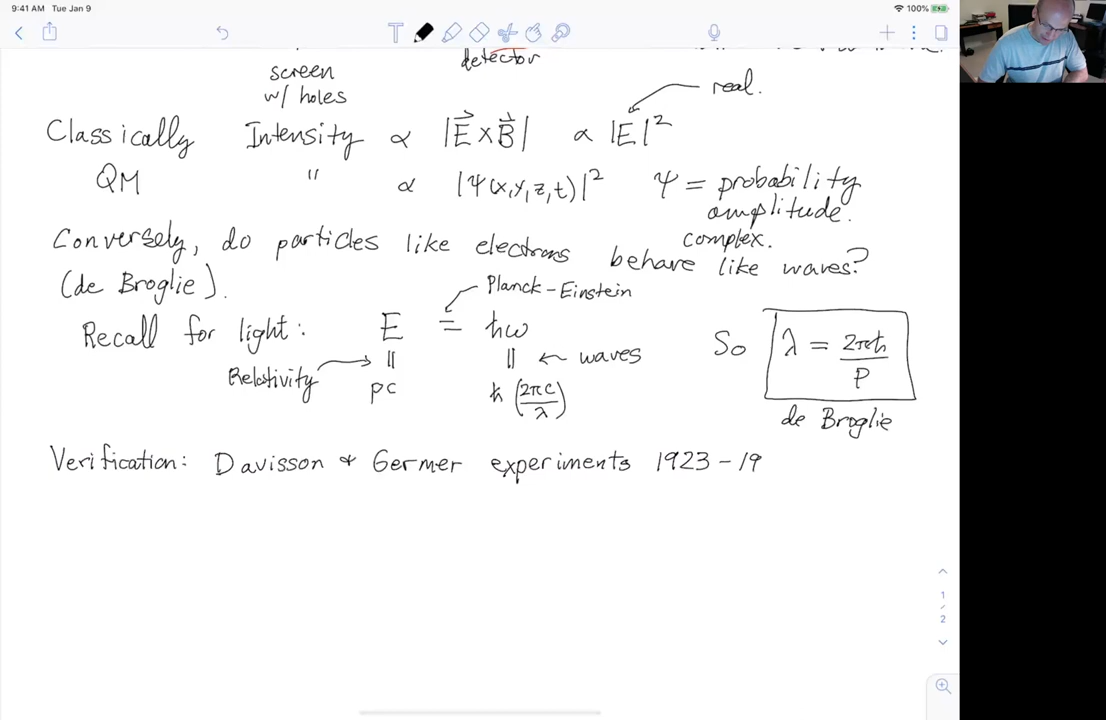 9:41 AM Tue Jan 9
100%
detector
screen
w/ holes
real.
Classically Intensity ∝ |E⃗ × B⃗| ∝ |E|²
QM " ∝ |Ψ(x,y,z,t)|² Ψ = probability
amplitude.
complex.
Conversely, do particles like electrons behave like waves?
(de Broglie).
Planck-Einstein
Recall for light: E = ħω
So λ = 2πħ / p
|| || ← waves
Relativity → pc ħ (2πc / λ)
de Broglie
Verification: Davisson + Germer experiments 1923-19
1
/
2